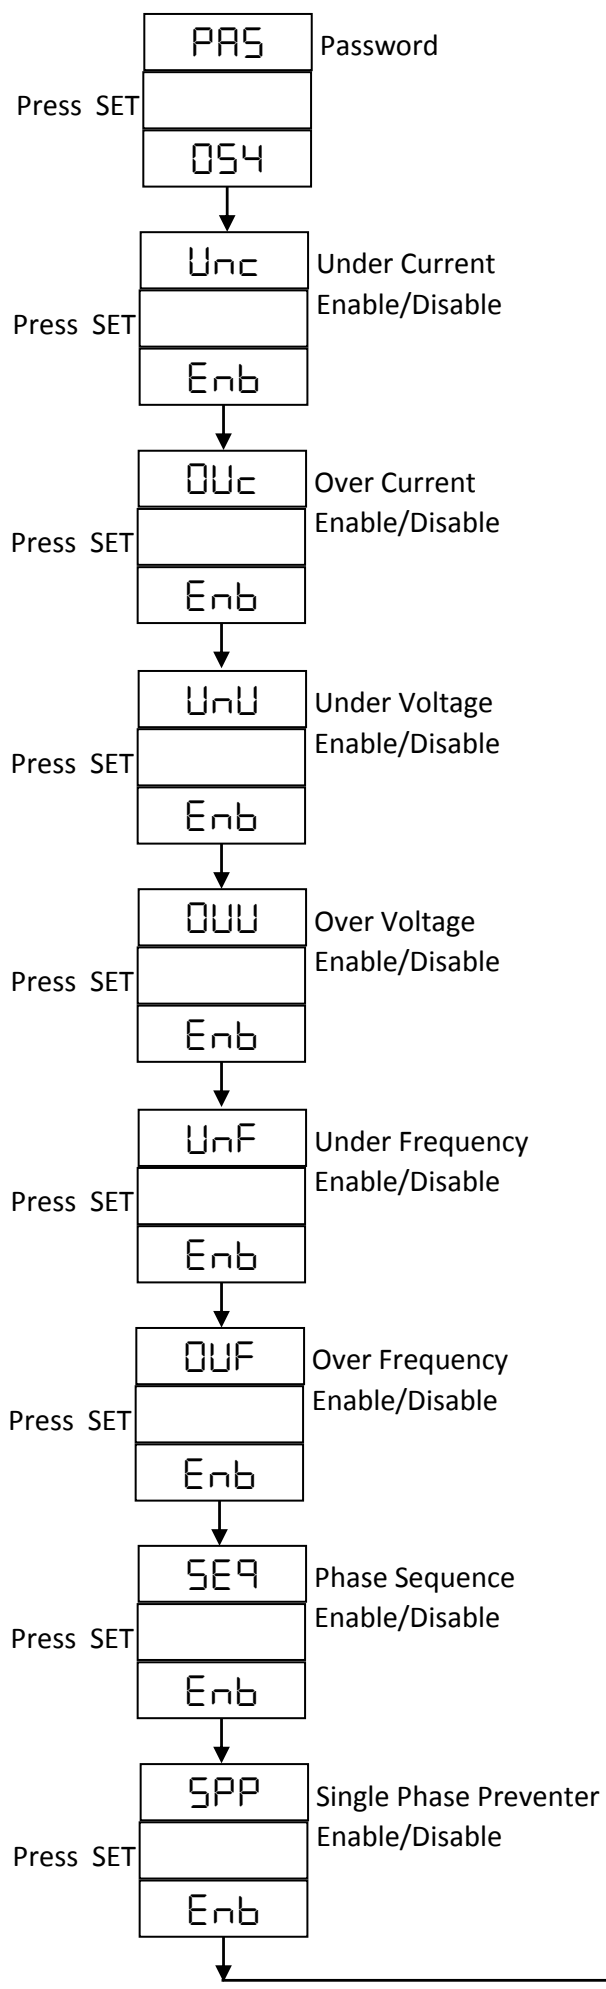 PAS
Password
Press SET
054
Unc
Under Current
Enable/Disable
Press SET
Enb
OUc
Over Current
Enable/Disable
Press SET
Enb
UnU
Under Voltage
Enable/Disable
Press SET
Enb
OUU
Over Voltage
Enable/Disable
Press SET
Enb
UnF
Under Frequency
Enable/Disable
Press SET
Enb
OUF
Over Frequency
Enable/Disable
Press SET
Enb
SEq
Phase Sequence
Enable/Disable
Press SET
Enb
SPP
Single Phase Preventer
Enable/Disable
Press SET
Enb